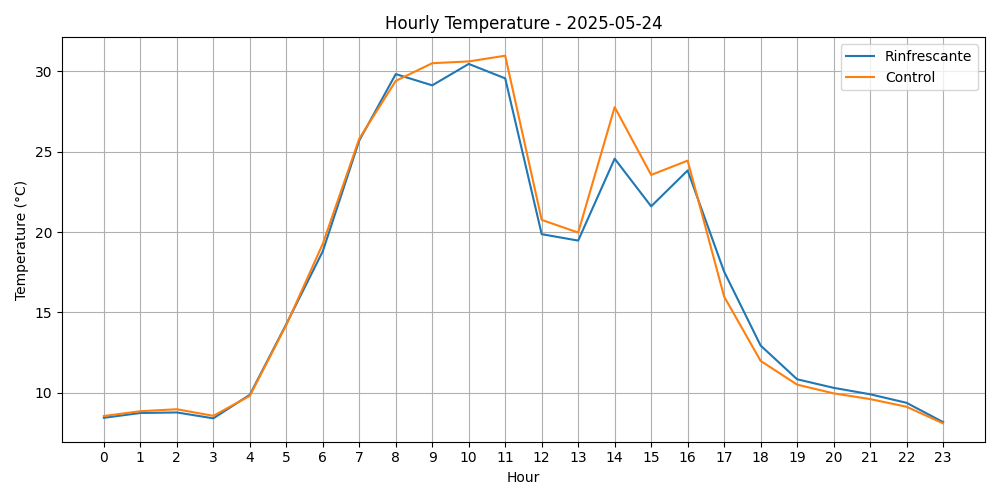 Hourly Temperature - 2025-05-24
Rinfrescante
Control
Temperature (°C)
30
25
20
15
10
0 1 2 3 4 5 6 7 8 9 10 11 12 13 14 15 16 17 18 19 20 21 22 23
Hour